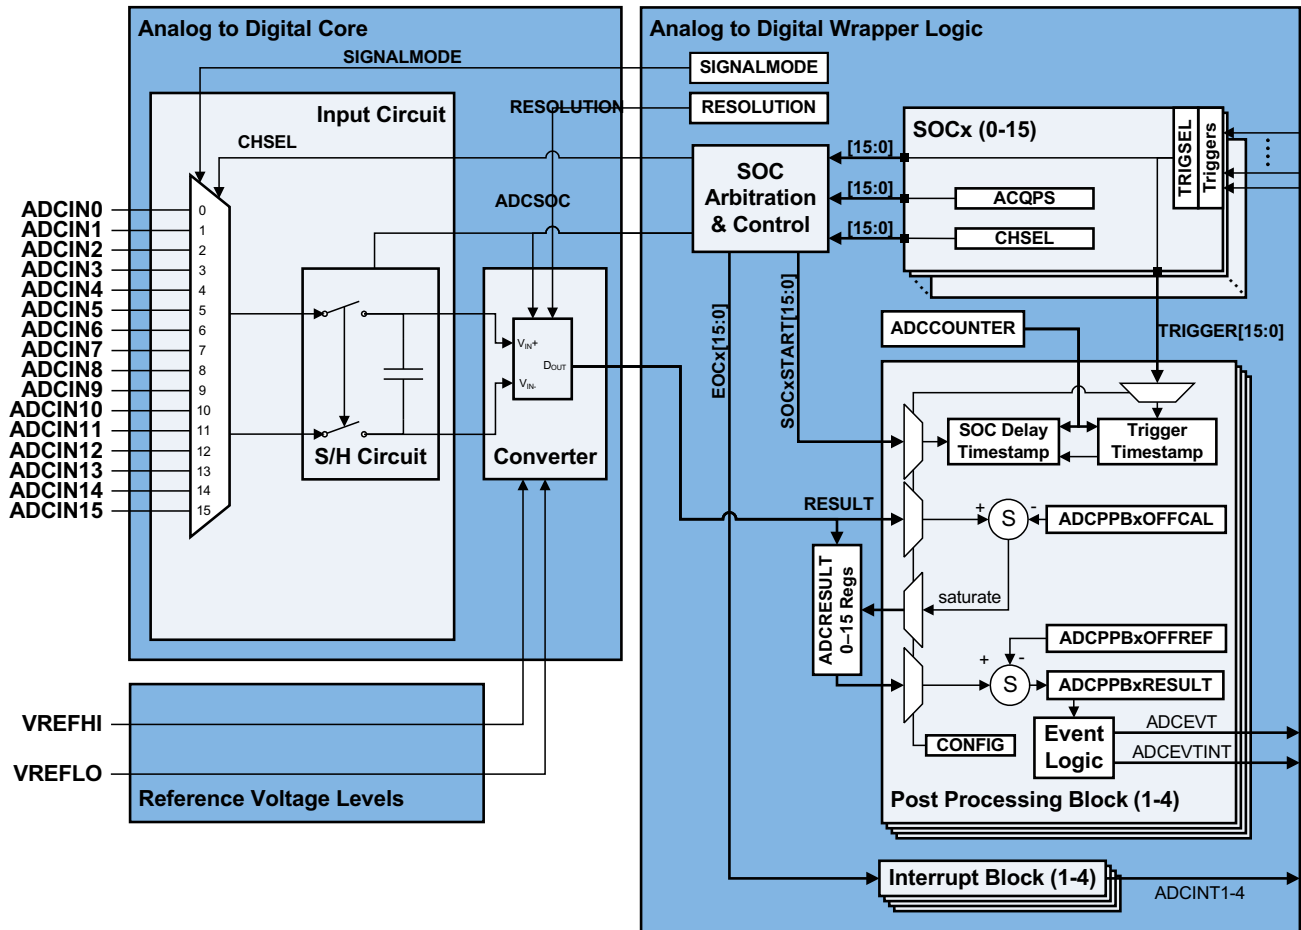 Analog to Digital Core
SIGNALMODE
RESOLUTION
Input Circuit
CHSEL
ADCSOC
ADCIN0
ADCIN1
ADCIN2
ADCIN3
ADCIN4
ADCIN5
ADCIN6
ADCIN7
ADCIN8
ADCIN9
ADCIN10
ADCIN11
ADCIN12
ADCIN13
ADCIN14
ADCIN15
0
1
2
3
4
5
6
7
8
9
10
11
12
13
14
15
S/H Circuit
VIN+
DOUT
VIN-
Converter
VREFHI
VREFLO
Reference Voltage Levels
Analog to Digital Wrapper Logic
SIGNALMODE
RESOLUTION
SOC
Arbitration
& Control
[15:0]
[15:0]
[15:0]
SOCx (0-15)
TRIGSEL
Triggers
ACQPS
CHSEL
EOCx[15:0]
SOCxSTART[15:0]
ADCCOUNTER
TRIGGER[15:0]
SOC Delay
Timestamp
Trigger
Timestamp
RESULT
+
S
-
ADCPPBxOFFCAL
ADCRESULT
0–15 Regs
saturate
ADCPPBxOFFREF
+
-
S
ADCPPBxRESULT
CONFIG
Event
Logic
ADCEVT
ADCEVTINT
Post Processing Block (1-4)
Interrupt Block (1-4)
ADCINT1-4